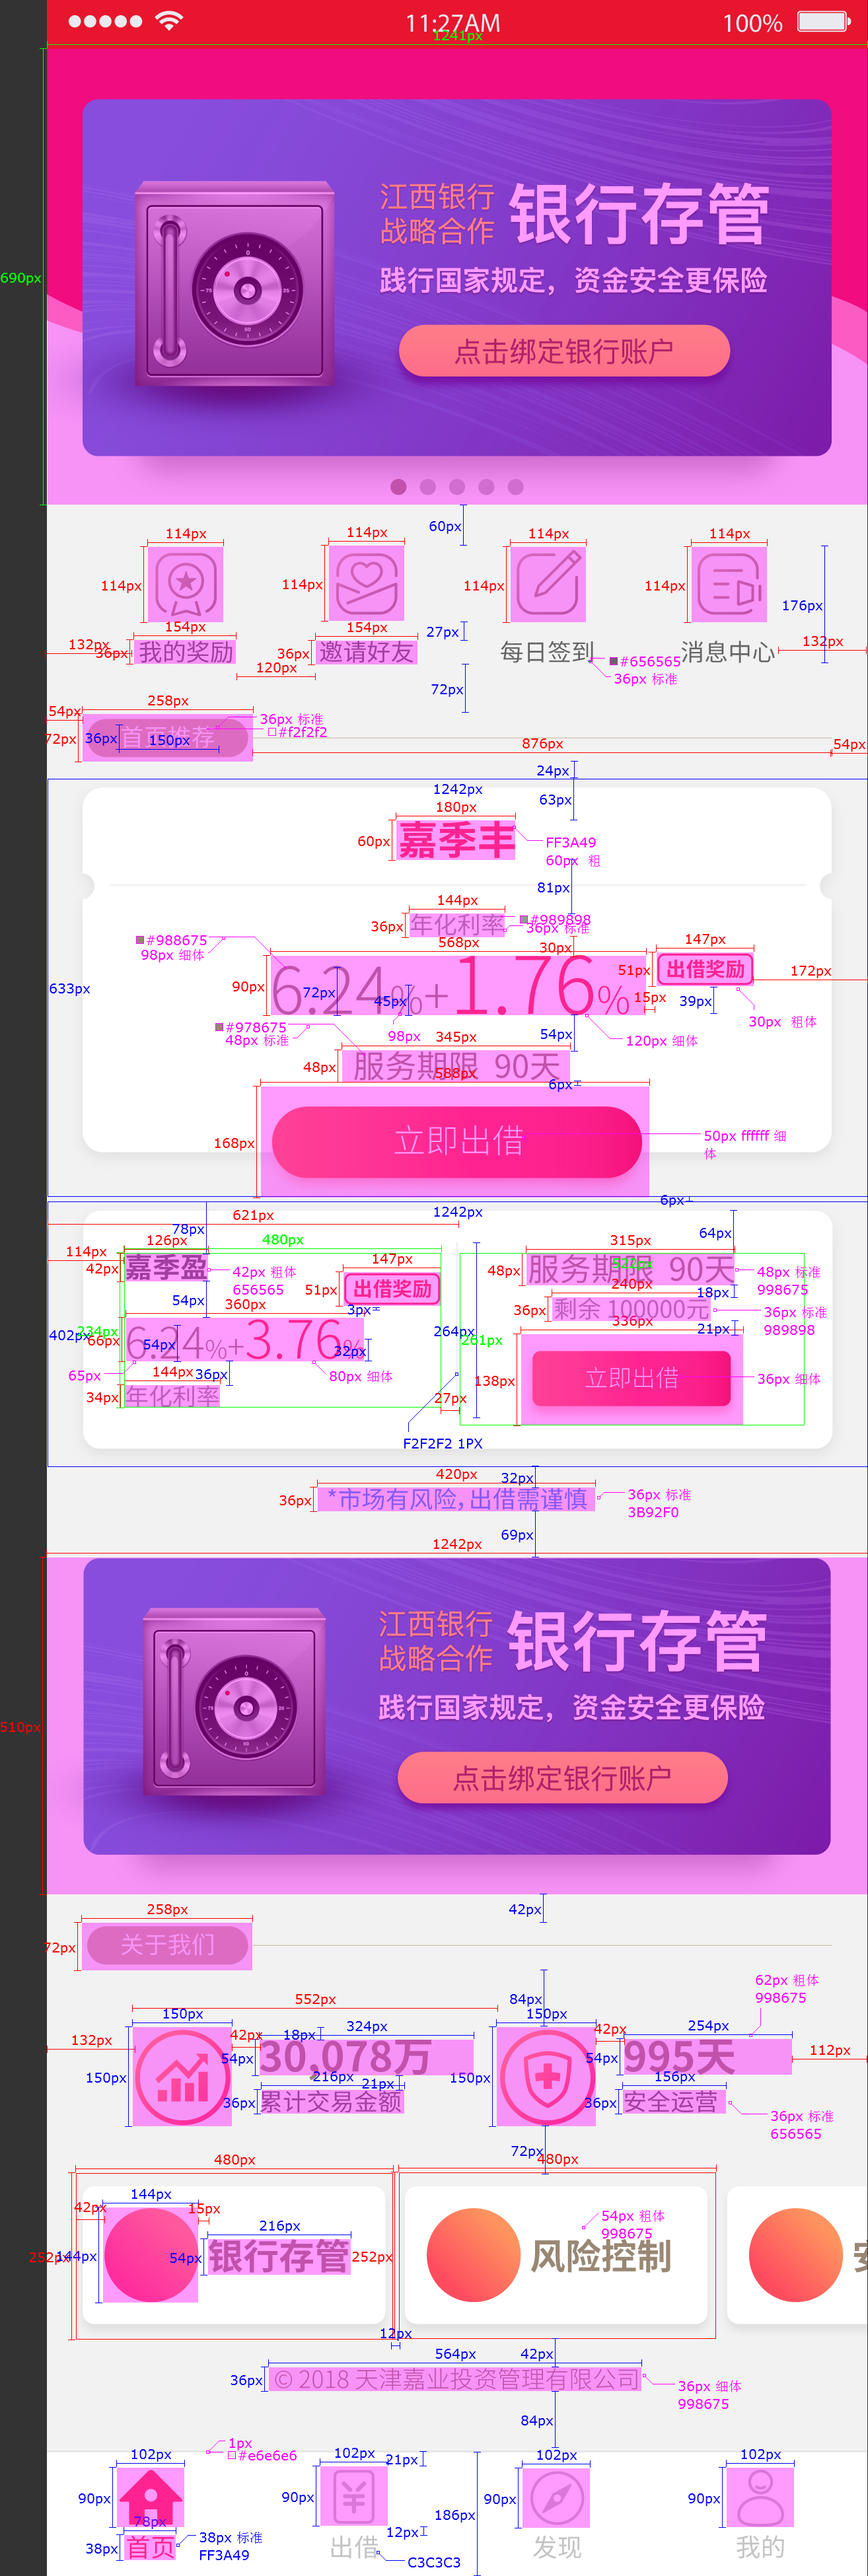 11:27AM
100%
1241px
690px
江西银行
战略合作
银行存管
践行国家规定，资金安全更保险
点击绑定银行账户
60px
114px
114px
114px
114px
114px
114px
114px
114px
176px
154px
154px
27px
132px
36px
我的奖励
36px
邀请好友
每日签到
消息中心
132px
#656565
36px 标准
120px
72px
258px
54px
72px
36px
首页推荐
150px
36px 标准
#f2f2f2
876px
54px
24px
1242px
63px
180px
60px
嘉季丰
FF3A49
60px 粗
81px
144px
36px
年化利率
#989898
36px 标准
#988675
98px 细体
568px
30px
147px
51px
出借奖励
172px
90px
6.24%+1.76%
72px
45px
15px
39px
633px
98px
30px 粗体
#978675
48px 标准
345px
54px
120px 细体
48px
服务期限 90天
588px
6px
168px
立即出借
50px ffffff 细
体
6px
1242px
621px
78px
64px
114px
126px
480px
315px
42px
嘉季盈
42px 粗体
656565
147px
51px
出借奖励
48px
服务期限 90天
522px
48px 标准
998675
54px
360px
3px
240px
18px
36px
剩余 100000元
36px 标准
989898
402px
234px
66px
6.24%+3.76%
54px
32px
264px
261px
336px
21px
65px
144px
36px
80px 细体
138px
立即出借
36px 细体
34px
年化利率
27px
F2F2F2 1PX
420px
32px
36px
*市场有风险，出借需谨慎
36px 标准
3B92F0
69px
1242px
510px
江西银行
战略合作
银行存管
践行国家规定，资金安全更保险
点击绑定银行账户
42px
258px
72px
关于我们
62px 粗体
998675
552px
84px
150px
150px
132px
150px
42px
18px
324px
54px
30,078万
216px
21px
36px
累计交易金额
150px
42px
254px
54px
995天
156px
36px
安全运营
112px
36px 标准
656565
72px
480px
480px
42px
144px
15px
216px
252px
144px
54px
银行存管
252px
54px 粗体
998675
风险控制
12px
564px
42px
36px
© 2018 天津嘉业投资管理有限公司
36px 细体
998675
84px
1px
#e6e6e6
102px
102px
21px
102px
102px
90px
90px
90px
90px
186px
78px
12px
38px
首页
38px 标准
FF3A49
出借
C3C3C3
发现
我的